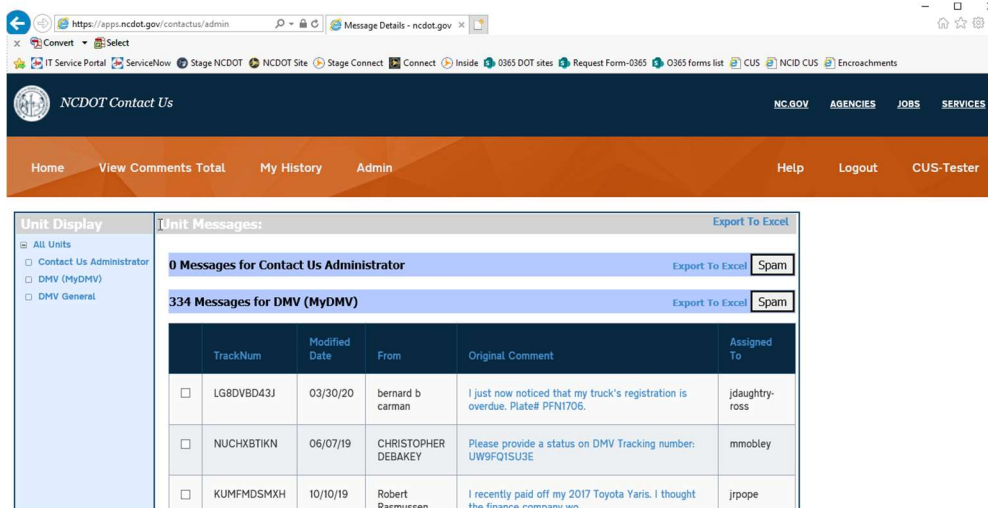 https://apps.ncdot.gov/contactus/admin
Message Details - ncdot.gov
x Convert Select
IT Service Portal ServiceNow Stage NCDOT NCDOT Site Stage Connect Connect Inside 0365 DOT sites Request Form-0365 O365 forms list CUS NCID CUS Encroachments
NCDOT Contact Us NC.GOV AGENCIES JOBS SERVICES
Home View Comments Total My History Admin Help Logout CUS-Tester
Unit Display Unit Messages: Export To Excel
All Units
Contact Us Administrator
DMV (MyDMV)
DMV General
0 Messages for Contact Us Administrator Export To Excel Spam
334 Messages for DMV (MyDMV) Export To Excel Spam
TrackNum Modified Date From Original Comment Assigned To
LG8DVBD43J 03/30/20 bernard b carman I just now noticed that my truck's registration is overdue. Plate# PFN1706. jdaughtry-ross
NUCHXBTIKN 06/07/19 CHRISTOPHER DEBAKEY Please provide a status on DMV Tracking number: UW9FQ1SU3E mmobley
KUMFMDSMXH 10/10/19 Robert Rasmussen I recently paid off my 2017 Toyota Yaris. I thought the finance company wo... jrpope